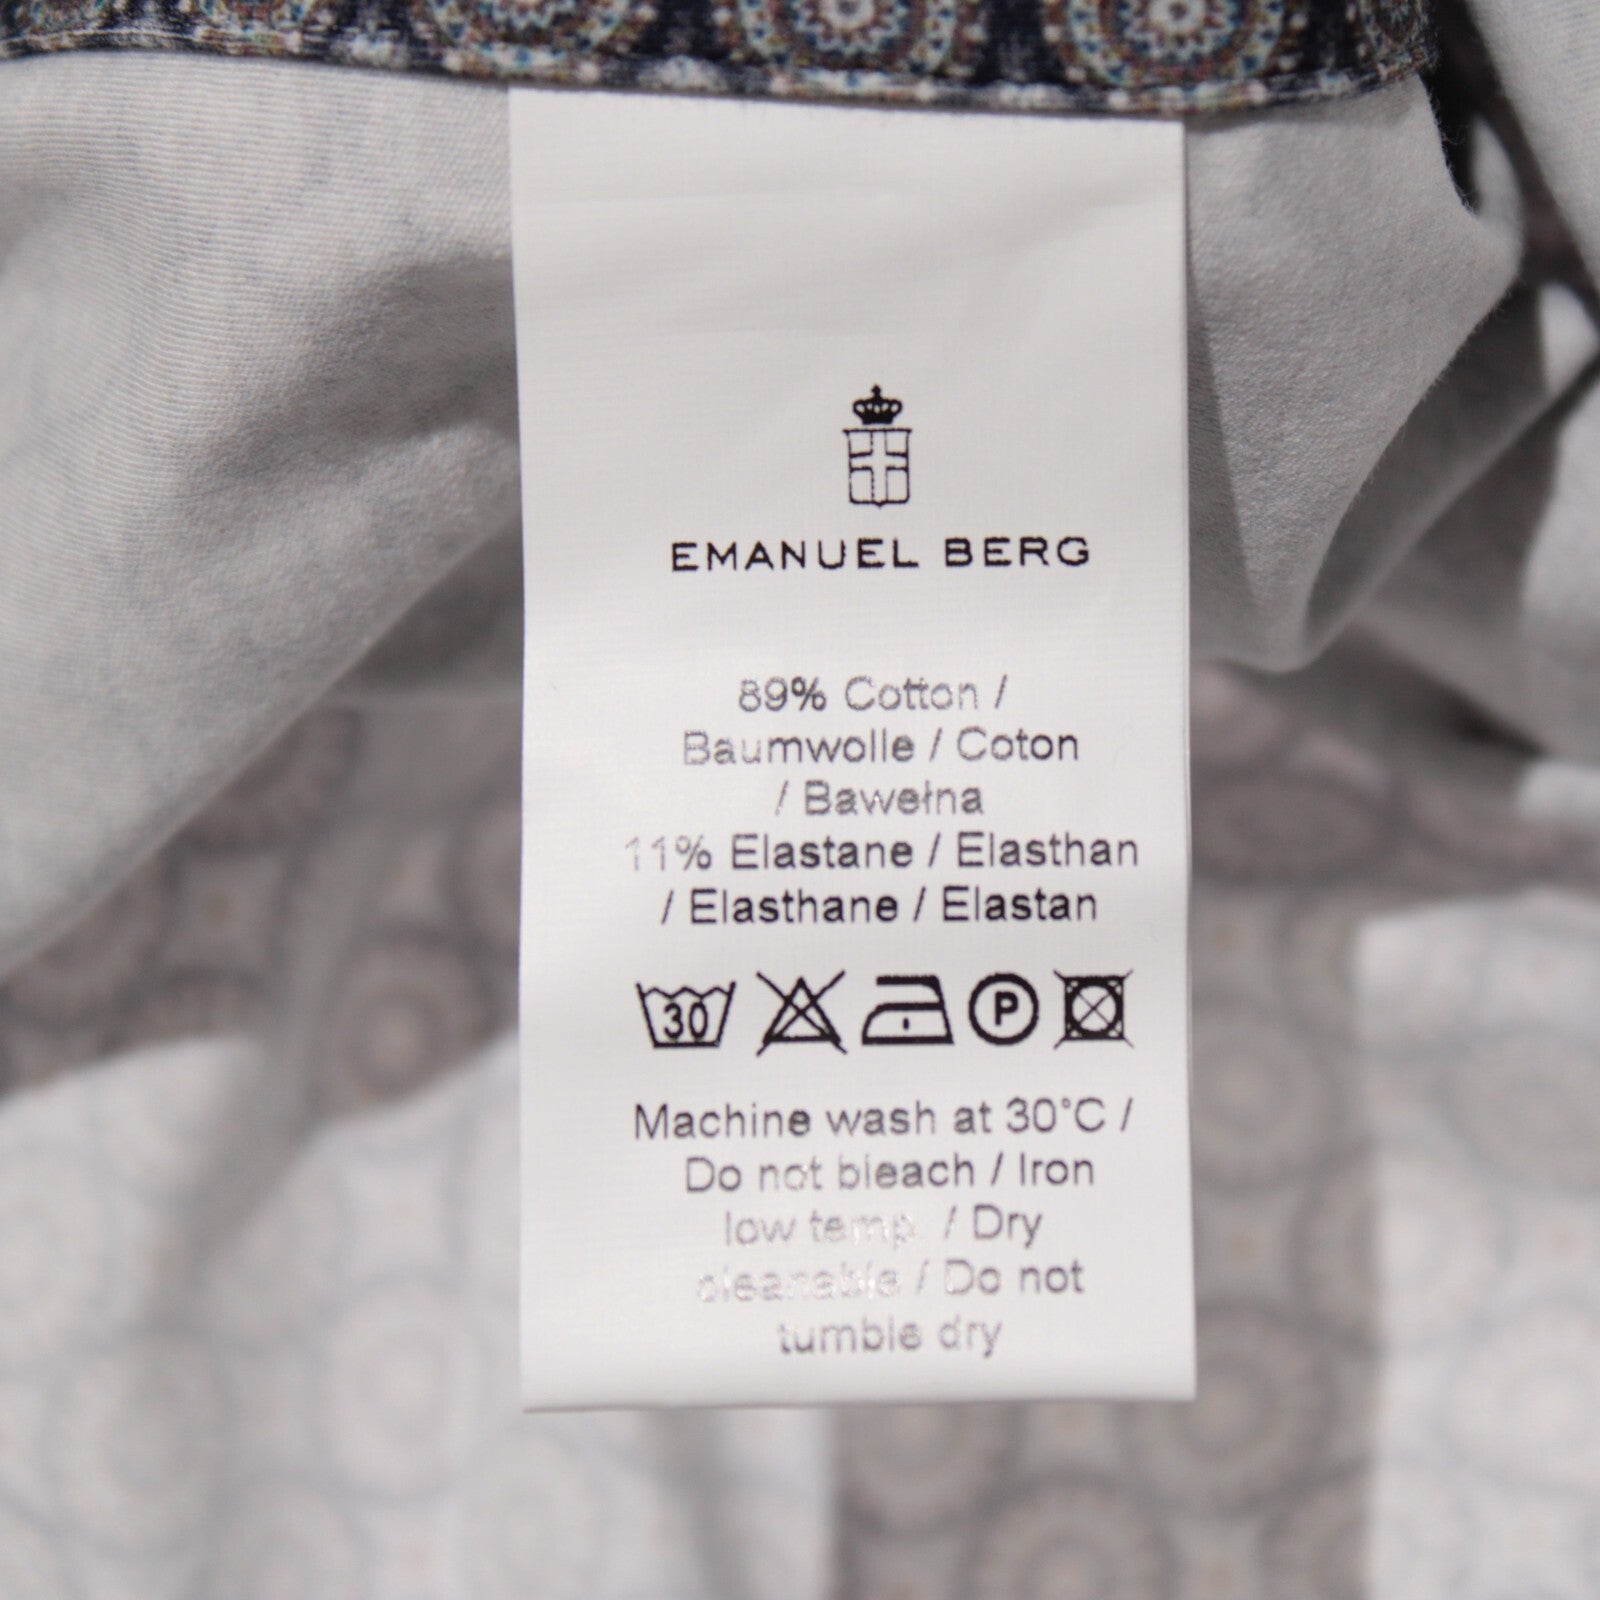 EMANUEL BERG
89% Cotton /
Baumwolle / Coton
/ Bawełna
11% Elastane / Elasthan
/ Elasthane / Elastan
30 P
Machine wash at 30°C /
Do not bleach / Iron
low temp. / Dry
cleanable / Do not
tumble dry